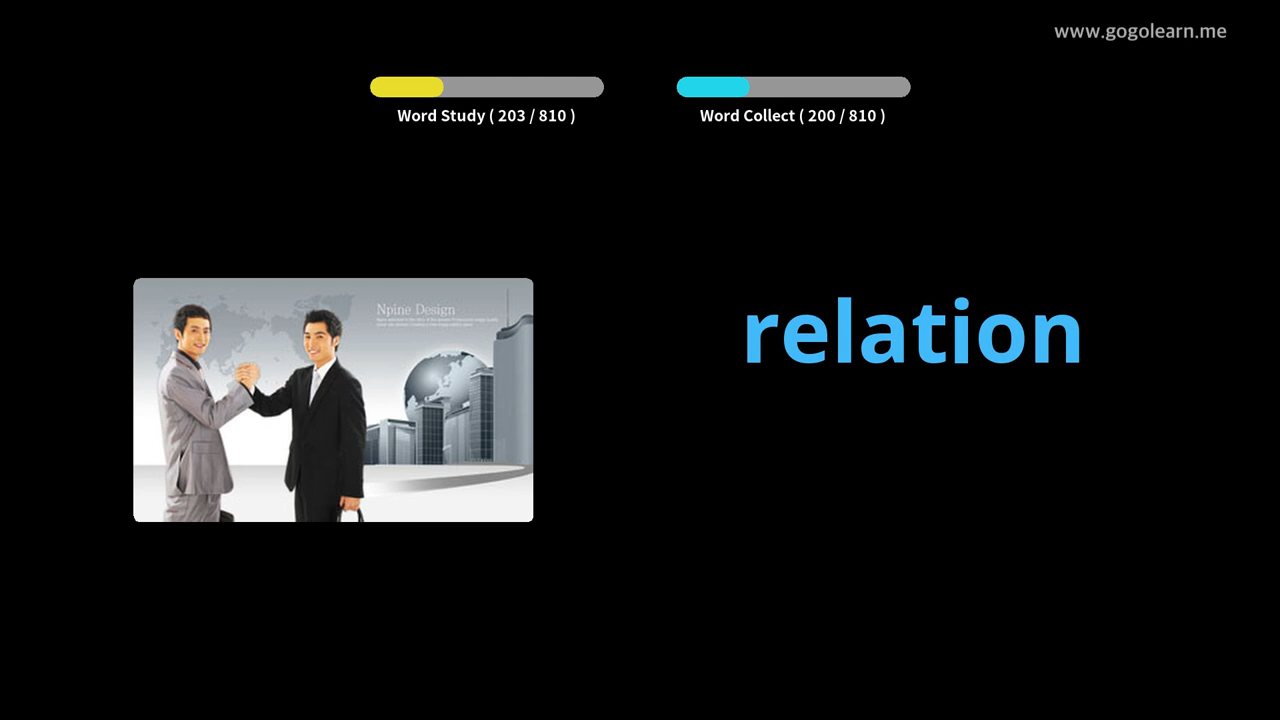 www.gogolearn.me
Word Study ( 203 / 810 )
Word Collect ( 200 / 810 )
Npine Design
relation